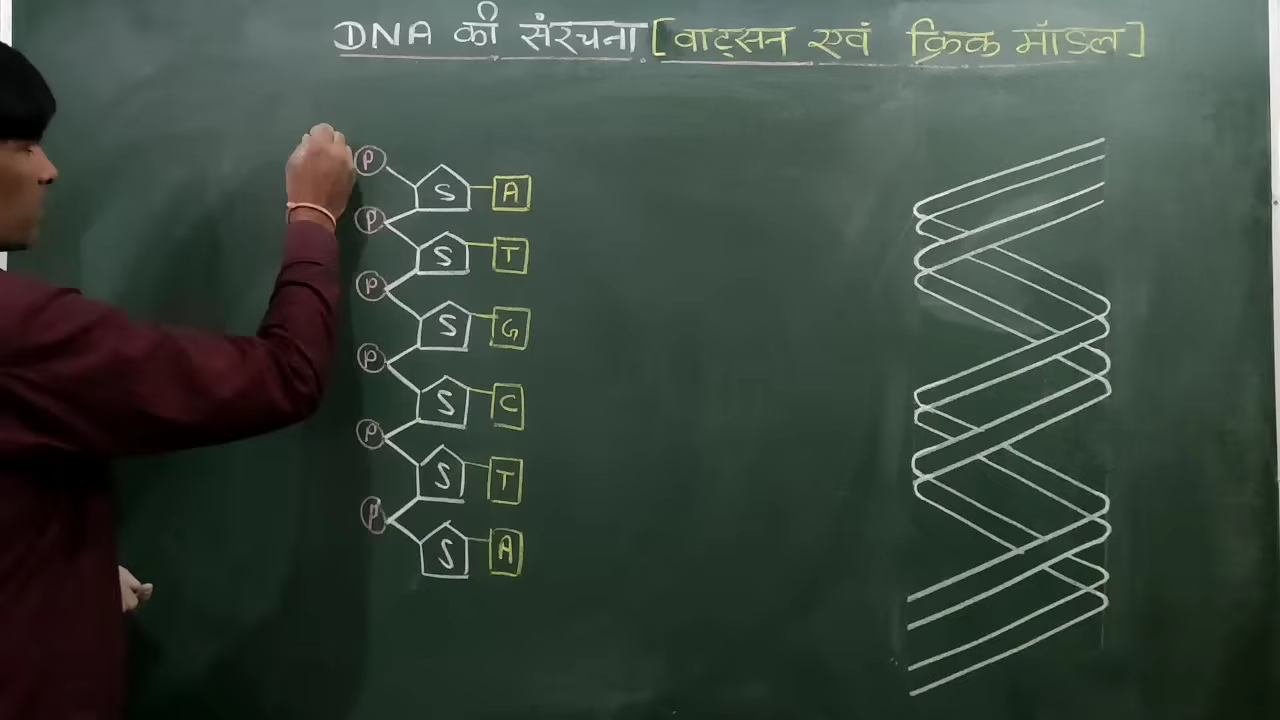 DNA की संरचना [वाट्सन एवं क्रिक मॉडल]
P S A
P S T
P S G
P S C
P S T
P S A